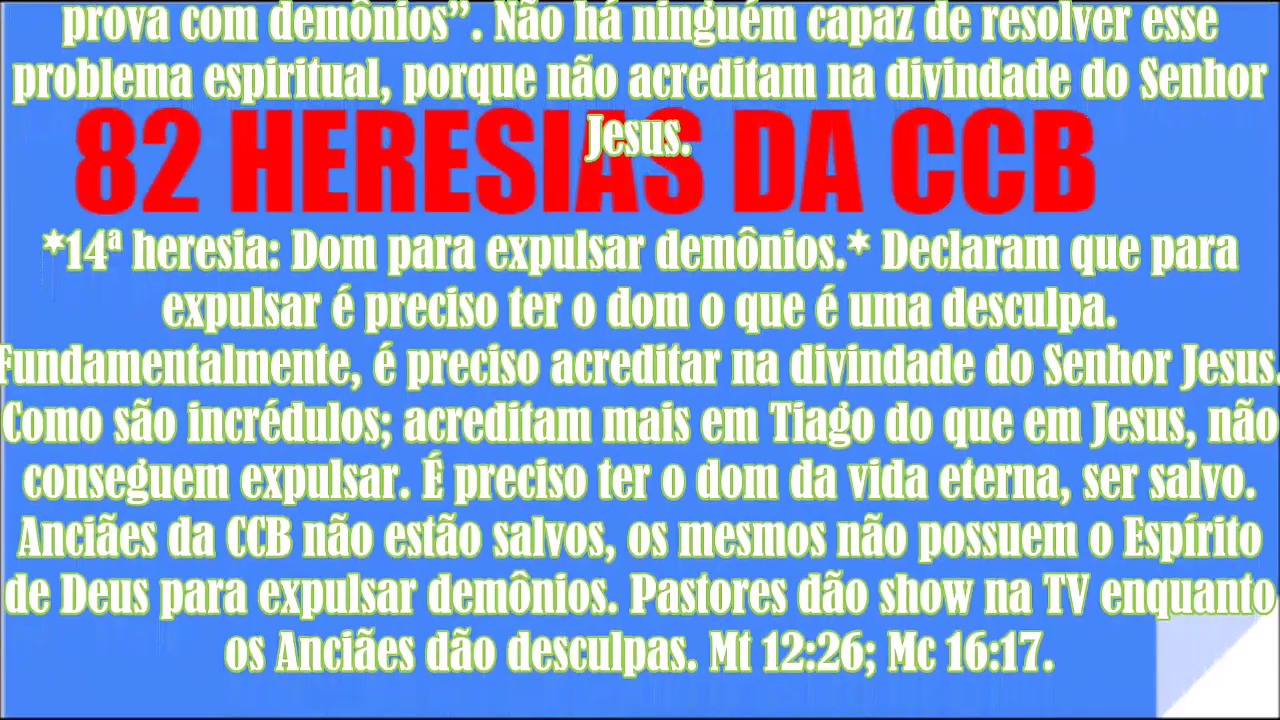 prova com demônios”. Não há ninguém capaz de resolver esse
problema espiritual, porque não acreditam na divindade do Senhor
Jesus.
82 HERESIAS DA CCB
*14ª heresia: Dom para expulsar demônios.* Declaram que para
expulsar é preciso ter o dom o que é uma desculpa.
Fundamentalmente, é preciso acreditar na divindade do Senhor Jesus.
Como são incrédulos; acreditam mais em Tiago do que em Jesus, não
conseguem expulsar. É preciso ter o dom da vida eterna, ser salvo.
Anciães da CCB não estão salvos, os mesmos não possuem o Espírito
de Deus para expulsar demônios. Pastores dão show na TV enquanto
os Anciães dão desculpas. Mt 12:26; Mc 16:17.